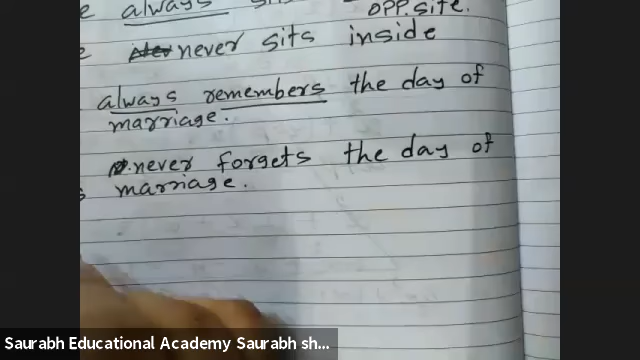 always
opp.site.
never sits inside
always remembers the day of
marriage.
never forgets the day of
marriage.
Saurabh Educational Academy Saurabh sh...